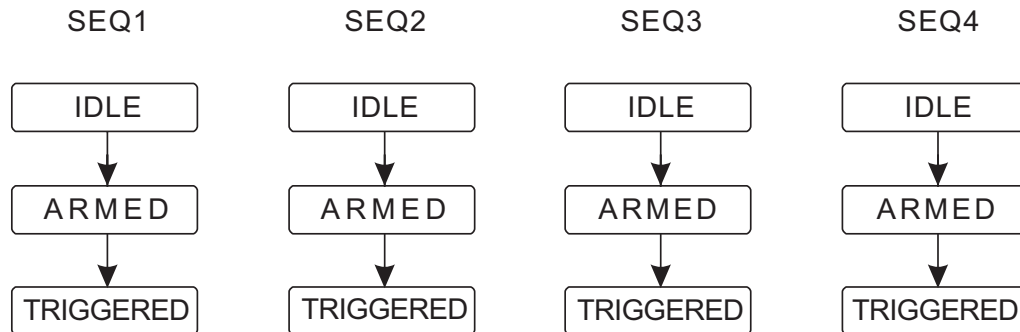 SEQ1 SEQ2 SEQ3 SEQ4
IDLE IDLE IDLE IDLE
ARMED ARMED ARMED ARMED
TRIGGERED TRIGGERED TRIGGERED TRIGGERED